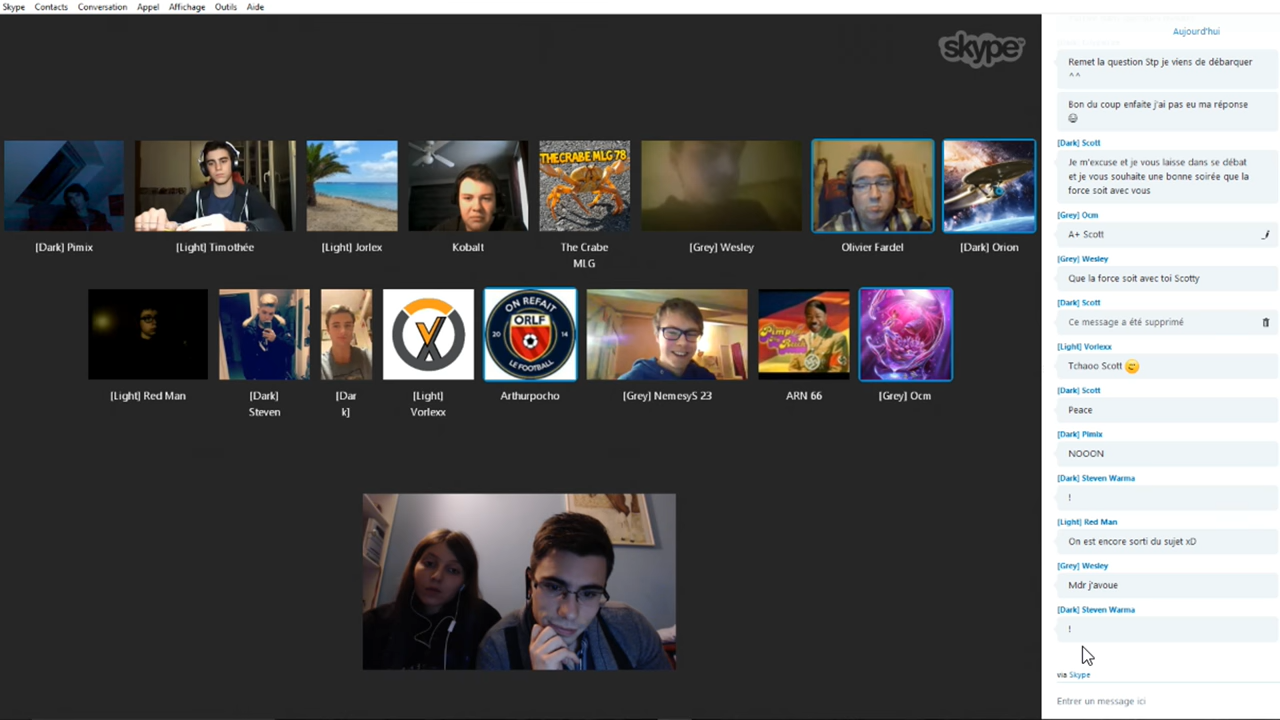 Skype Contacts Conversation Appel Affichage Outils Aide
skype™
Aujourd'hui
Remet la question Stp je viens de débarquer
^^
Bon du coup enfaite j'ai pas eu ma réponse
[Dark] Scott
Je m'excuse et je vous laisse dans se débat
et je vous souhaite une bonne soirée que la
force soit avec vous
[Grey] Ocm
A+ Scott
[Grey] Wesley
Que la force soit avec toi Scotty
[Dark] Scott
Ce message a été supprimé
[Light] Vorlexx
Tchaoo Scott
[Dark] Scott
Peace
[Dark] Pimix
NOOON
[Dark] Steven Warma
!
[Light] Red Man
On est encore sorti du sujet xD
[Grey] Wesley
Mdr j'avoue
[Dark] Steven Warma
!
via Skype
Entrer un message ici
THECRABE MLG 78
[Dark] Pimix
[Light] Timothée
[Light] Jorlex
Kobalt
The Crabe
MLG
[Grey] Wesley
Olivier Fardel
[Dark] Orion
ON REFAIT
20 ORLF 14
LE FOOTBALL
[Light] Red Man
[Dark]
Steven
[Dar
k]
[Light]
Vorlexx
Arthurpocho
[Grey] NemesyS 23
ARN 66
[Grey] Ocm